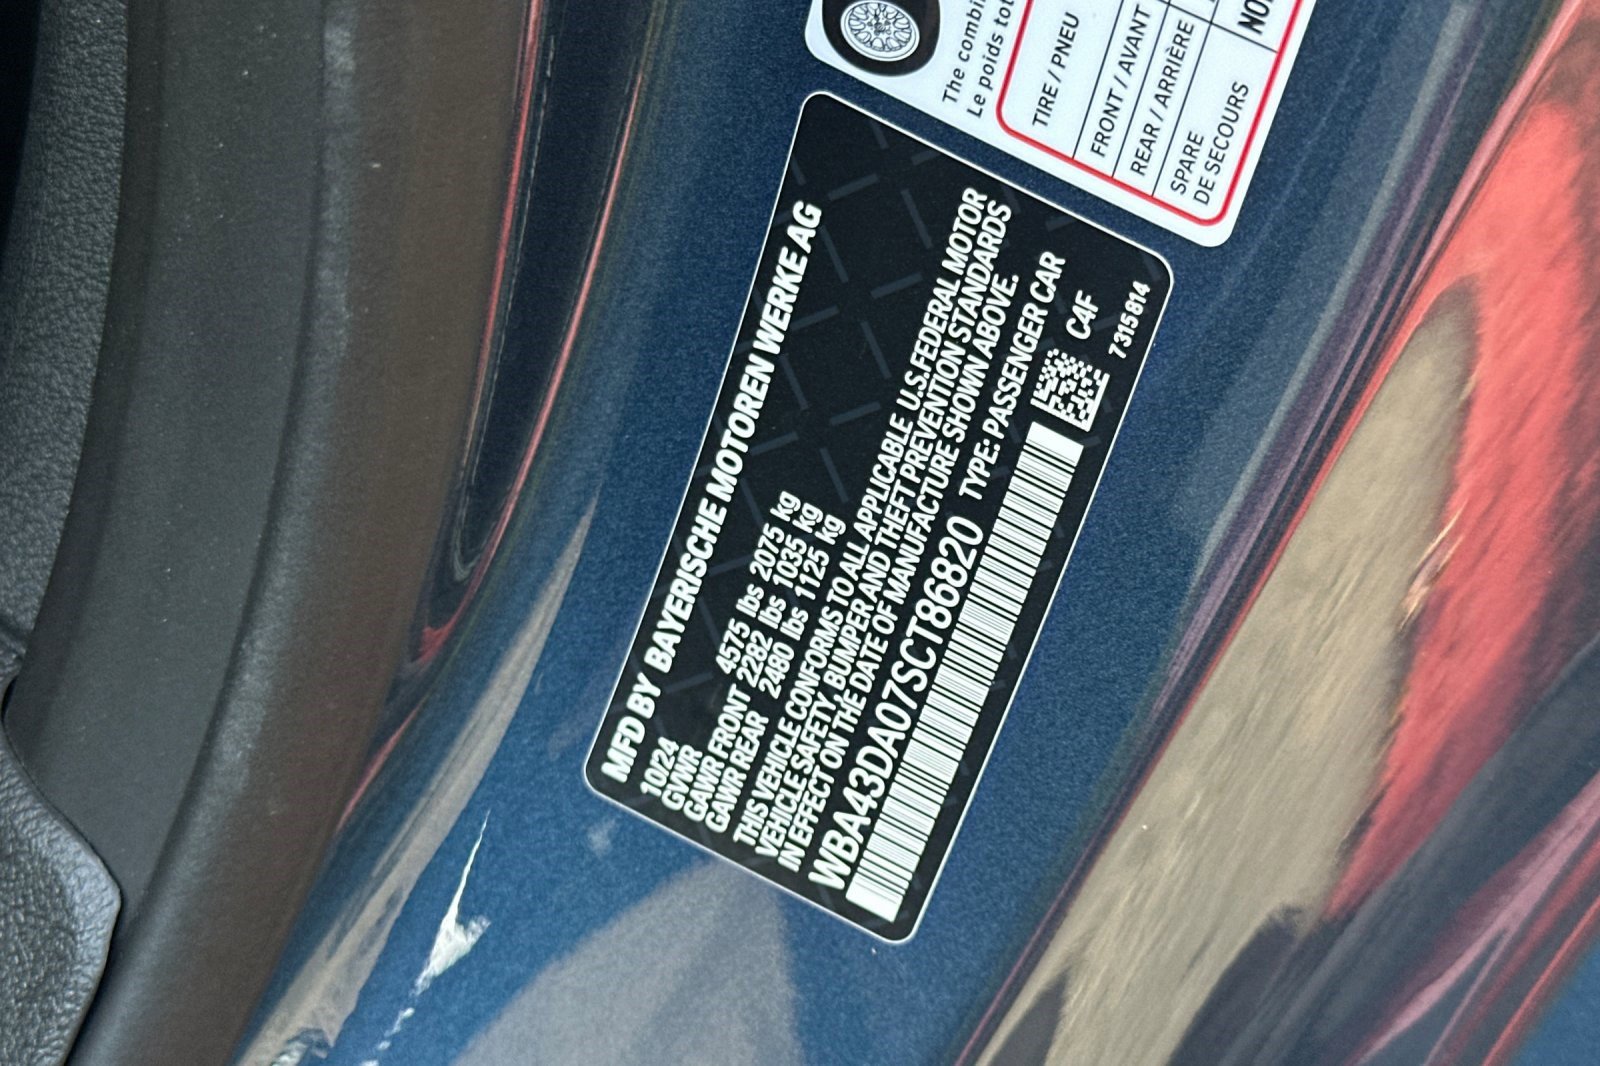 MFD BY BAYERISCHE MOTOREN WERKE AG
10/24
GVWR 4575 lbs 2075 kg
GAWR FRONT 2282 lbs 1035 kg
GAWR REAR 2480 lbs 1125 kg
THIS VEHICLE CONFORMS TO ALL APPLICABLE U.S.FEDERAL MOTOR
VEHICLE SAFETY, BUMPER AND THEFT PREVENTION STANDARDS
IN EFFECT ON THE DATE OF MANUFACTURE SHOWN ABOVE.
WBA43DA07SCT86820 TYPE: PASSENGER CAR
C4F
7315814
The
Le poids
TIRE / PNEU
FRONT / AVANT
REAR / ARRIÈRE
SPARE
DE SECOURS